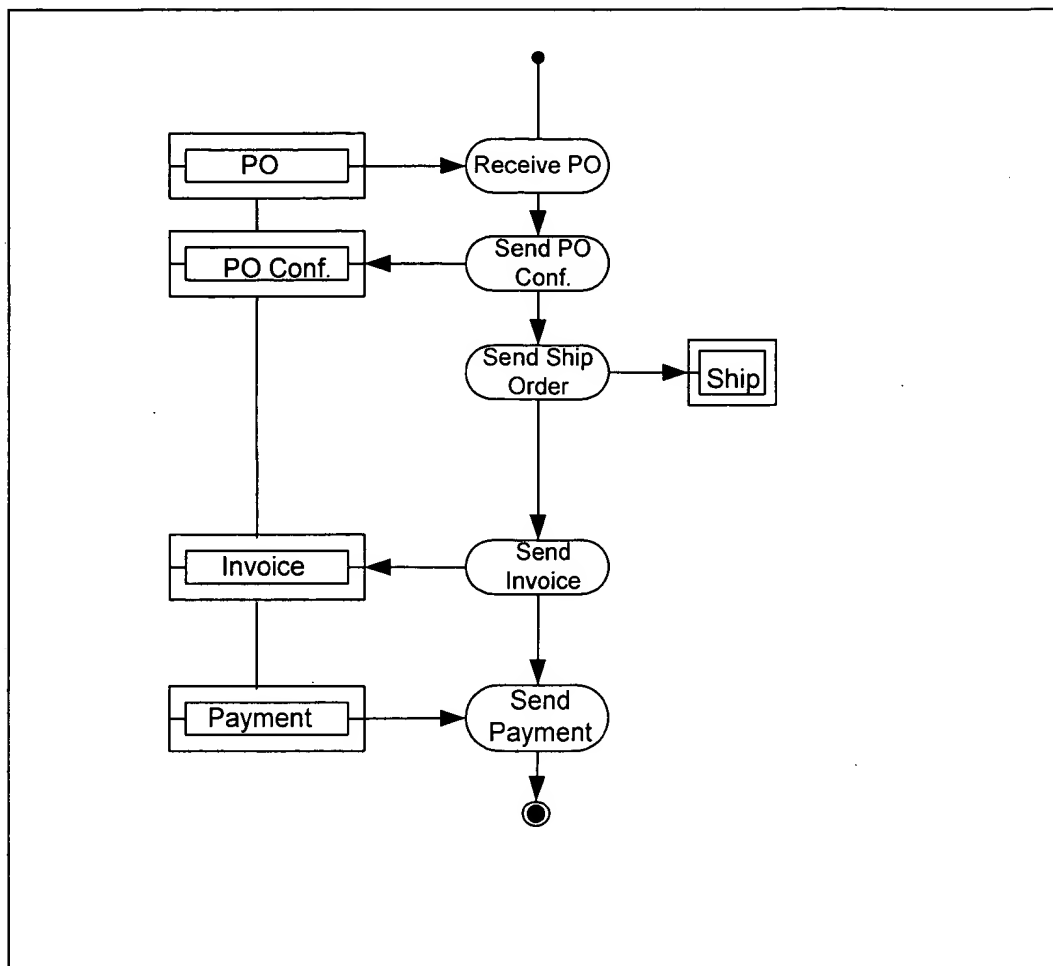 PO
Receive PO
PO Conf.
Send PO
Conf.
Send Ship
Order
Ship
Invoice
Send
Invoice
Payment
Send
Payment